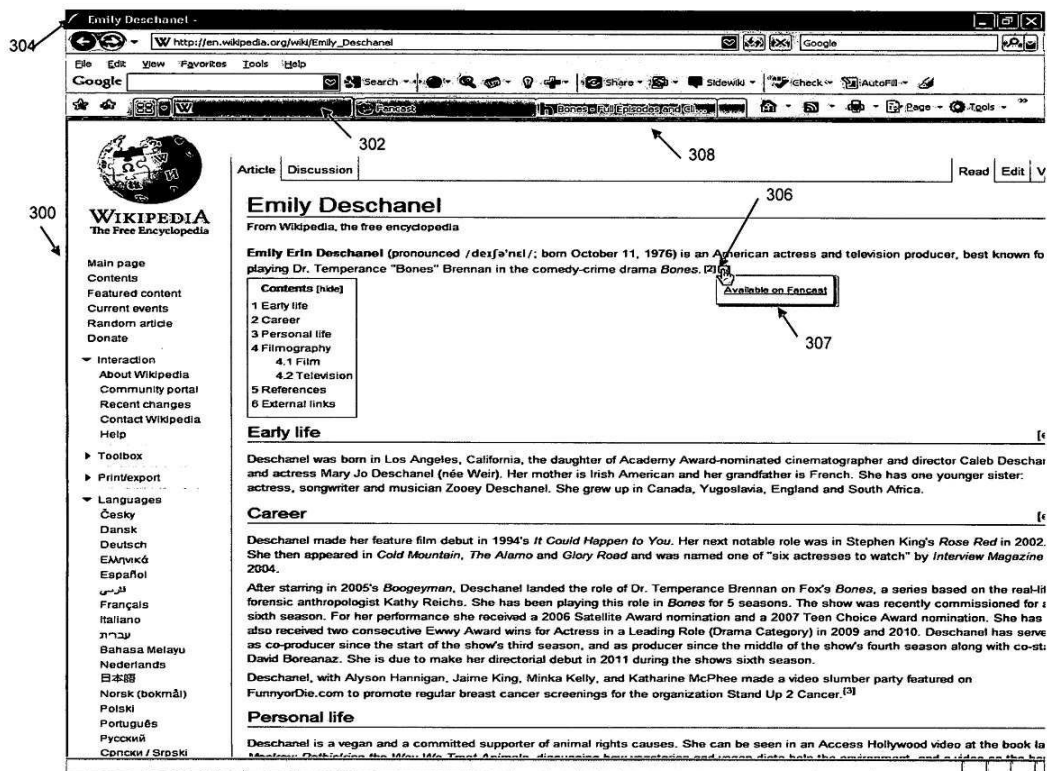 Emily Deschanel -
304
W http://en.wikipedia.org/wiki/Emily_Deschanel
Google
File Edit View Favorites Tools Help
Google Search Share Sidewiki Check AutoFill
W Fancast Bones - Full Episodes and Cli... Page Tools »
302
308
Article Discussion
Read Edit V
300
WIKIPEDIA
The Free Encyclopedia
Main page
Contents
Featured content
Current events
Random article
Donate
Interaction
About Wikipedia
Community portal
Recent changes
Contact Wikipedia
Help
Toolbox
Print/export
Languages
Česky
Dansk
Deutsch
Ελληνικά
Español
فارسی
Français
Italiano
עברית
Bahasa Melayu
Nederlands
日本語
Norsk (bokmål)
Polski
Português
Русский
Српски / Srpski
Emily Deschanel
306
From Wikipedia, the free encyclopedia
Emily Erin Deschanel (pronounced /deɪʃəˈnɛl/; born October 11, 1976) is an American actress and television producer, best known fo
playing Dr. Temperance "Bones" Brennan in the comedy-crime drama Bones. [2]
Available on Fancast
307
Contents [hide]
1 Early life
2 Career
3 Personal life
4 Filmography
4.1 Film
4.2 Television
5 References
6 External links
Early life [e
Deschanel was born in Los Angeles, California, the daughter of Academy Award-nominated cinematographer and director Caleb Deschar
and actress Mary Jo Deschanel (née Weir). Her mother is Irish American and her grandfather is French. She has one younger sister:
actress, songwriter and musician Zooey Deschanel. She grew up in Canada, Yugoslavia, England and South Africa.
Career [e
Deschanel made her feature film debut in 1994's It Could Happen to You. Her next notable role was in Stephen King's Rose Red in 2002.
She then appeared in Cold Mountain, The Alamo and Glory Road and was named one of "six actresses to watch" by Interview Magazine
2004.
After starring in 2005's Boogeyman, Deschanel landed the role of Dr. Temperance Brennan on Fox's Bones, a series based on the real-lif
forensic anthropologist Kathy Reichs. She has been playing this role in Bones for 5 seasons. The show was recently commissioned for a
sixth season. For her performance she received a 2006 Satellite Award nomination and a 2007 Teen Choice Award nomination. She has
also received two consecutive Ewwy Award wins for Actress in a Leading Role (Drama Category) in 2009 and 2010. Deschanel has serve
as co-producer since the start of the show's third season, and as producer since the middle of the show's fourth season along with co-sta
David Boreanaz. She is due to make her directorial debut in 2011 during the shows sixth season.
Deschanel, with Alyson Hannigan, Jaime King, Minka Kelly, and Katharine McPhee made a video slumber party featured on
FunnyorDie.com to promote regular breast cancer screenings for the organization Stand Up 2 Cancer.[3]
Personal life
Deschanel is a vegan and a committed supporter of animal rights causes. She can be seen in an Access Hollywood video at the book la